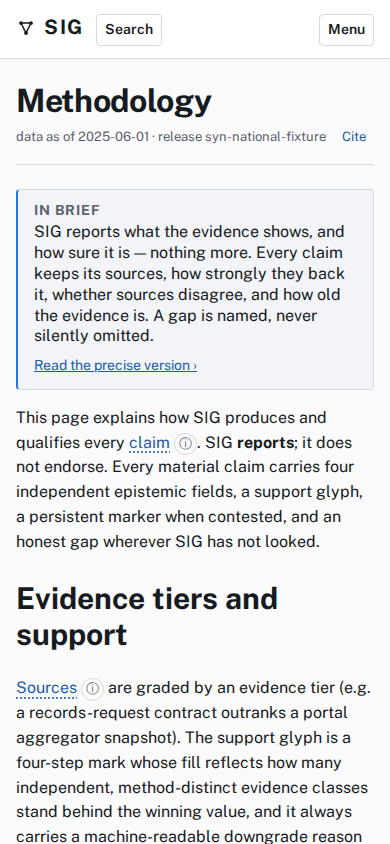 SIG
Search
Menu
Methodology
data as of 2025-06-01 · release syn-national-fixture
Cite
IN BRIEF
SIG reports what the evidence shows, and
how sure it is — nothing more. Every claim
keeps its sources, how strongly they back
it, whether sources disagree, and how old
the evidence is. A gap is named, never
silently omitted.
Read the precise version ›
This page explains how SIG produces and
qualifies every claim ⓘ. SIG reports; it does
not endorse. Every material claim carries four
independent epistemic fields, a support glyph,
a persistent marker when contested, and an
honest gap wherever SIG has not looked.
Evidence tiers and
support
Sources ⓘ are graded by an evidence tier (e.g.
a records-request contract outranks a portal
aggregator snapshot). The support glyph is a
four-step mark whose fill reflects how many
independent, method-distinct evidence classes
stand behind the winning value, and it always
carries a machine-readable downgrade reason